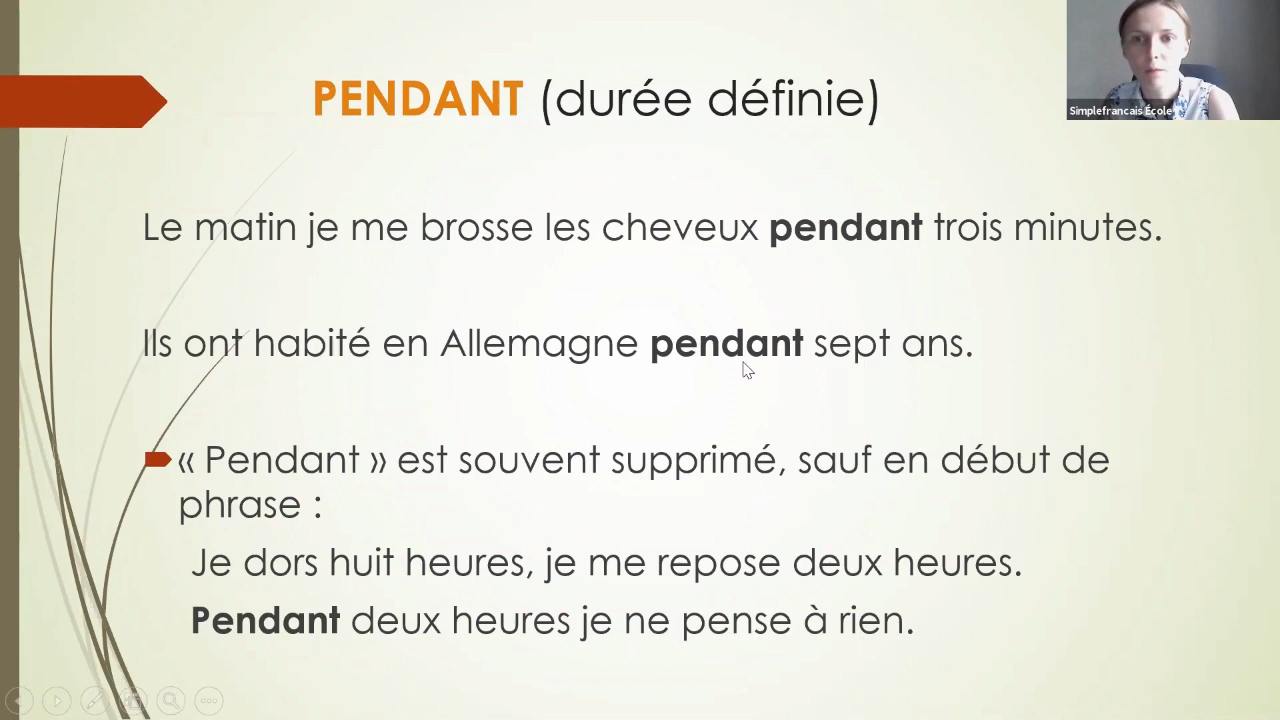 PENDANT (durée définie)
Simplefrancais École
Le matin je me brosse les cheveux pendant trois minutes.
Ils ont habité en Allemagne pendant sept ans.
« Pendant » est souvent supprimé, sauf en début de
phrase :
Je dors huit heures, je me repose deux heures.
Pendant deux heures je ne pense à rien.